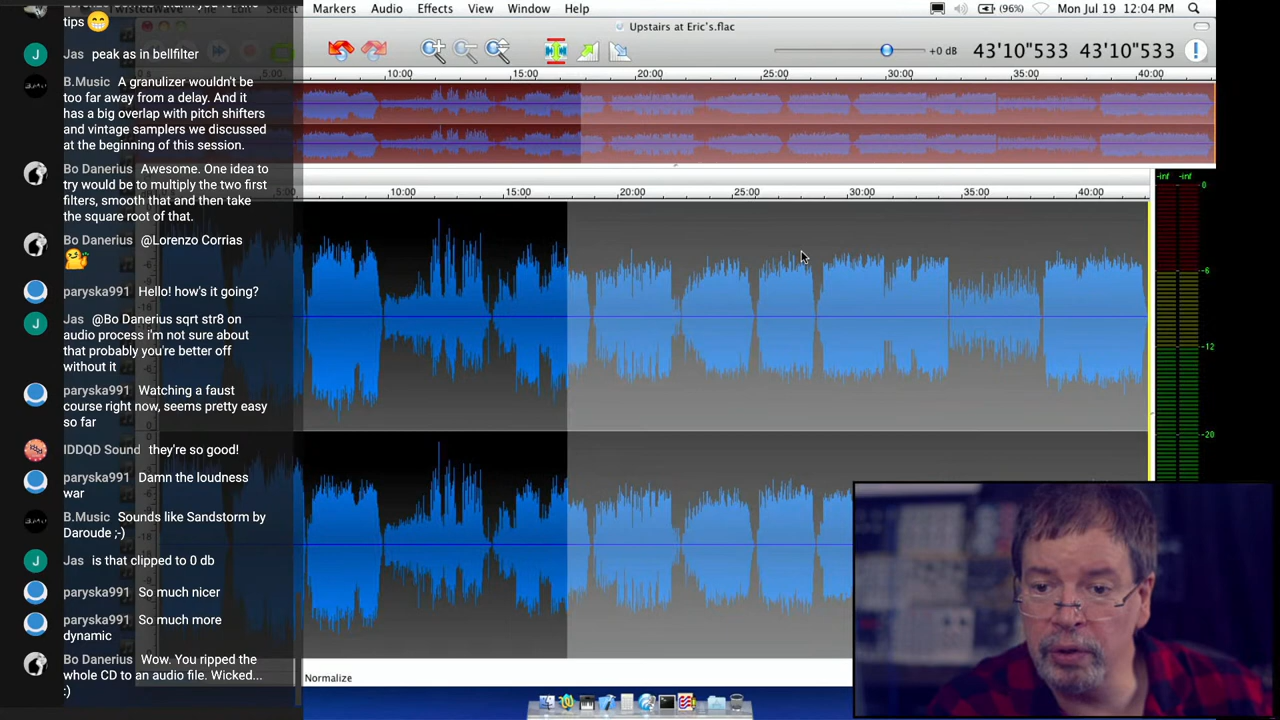 Markers Audio Effects View Window Help (96%) Mon Jul 19 12:04 PM
Upstairs at Eric's.flac
tips
J Jas peak as in bellfilter
+0 dB 43'10"533 43'10"533
5:00 10:00 15:00 20:00 25:00 30:00 35:00 40:00
B.Music A granulizer wouldn't be
too far away from a delay. And it
has a big overlap with pitch shifters
and vintage samplers we discussed
at the beginning of this session.
Bo Danerius Awesome. One idea to
try would be to multiply the two first
filters, smooth that and then take
the square root of that.
5:00 10:00 15:00 20:00 25:00 30:00 35:00 40:00
-inf -inf
0
-6
-12
-20
Bo Danerius @Lorenzo Corrias
paryska991 Hello! how's it going?
J Jas @Bo Danerius sqrt str8 on
audio process i'm not sure about
that probably you're better off
without it
paryska991 Watching a faust
course right now, seems pretty easy
so far
IDDQD Sound they're so good!
paryska991 Damn the loudness
war
B.Music Sounds like Sandstorm by
Daroude ;-)
J Jas is that clipped to 0 db
paryska991 So much nicer
paryska991 So much more
dynamic
Bo Danerius Wow. You ripped the
whole CD to an audio file. Wicked...
:)
Normalize